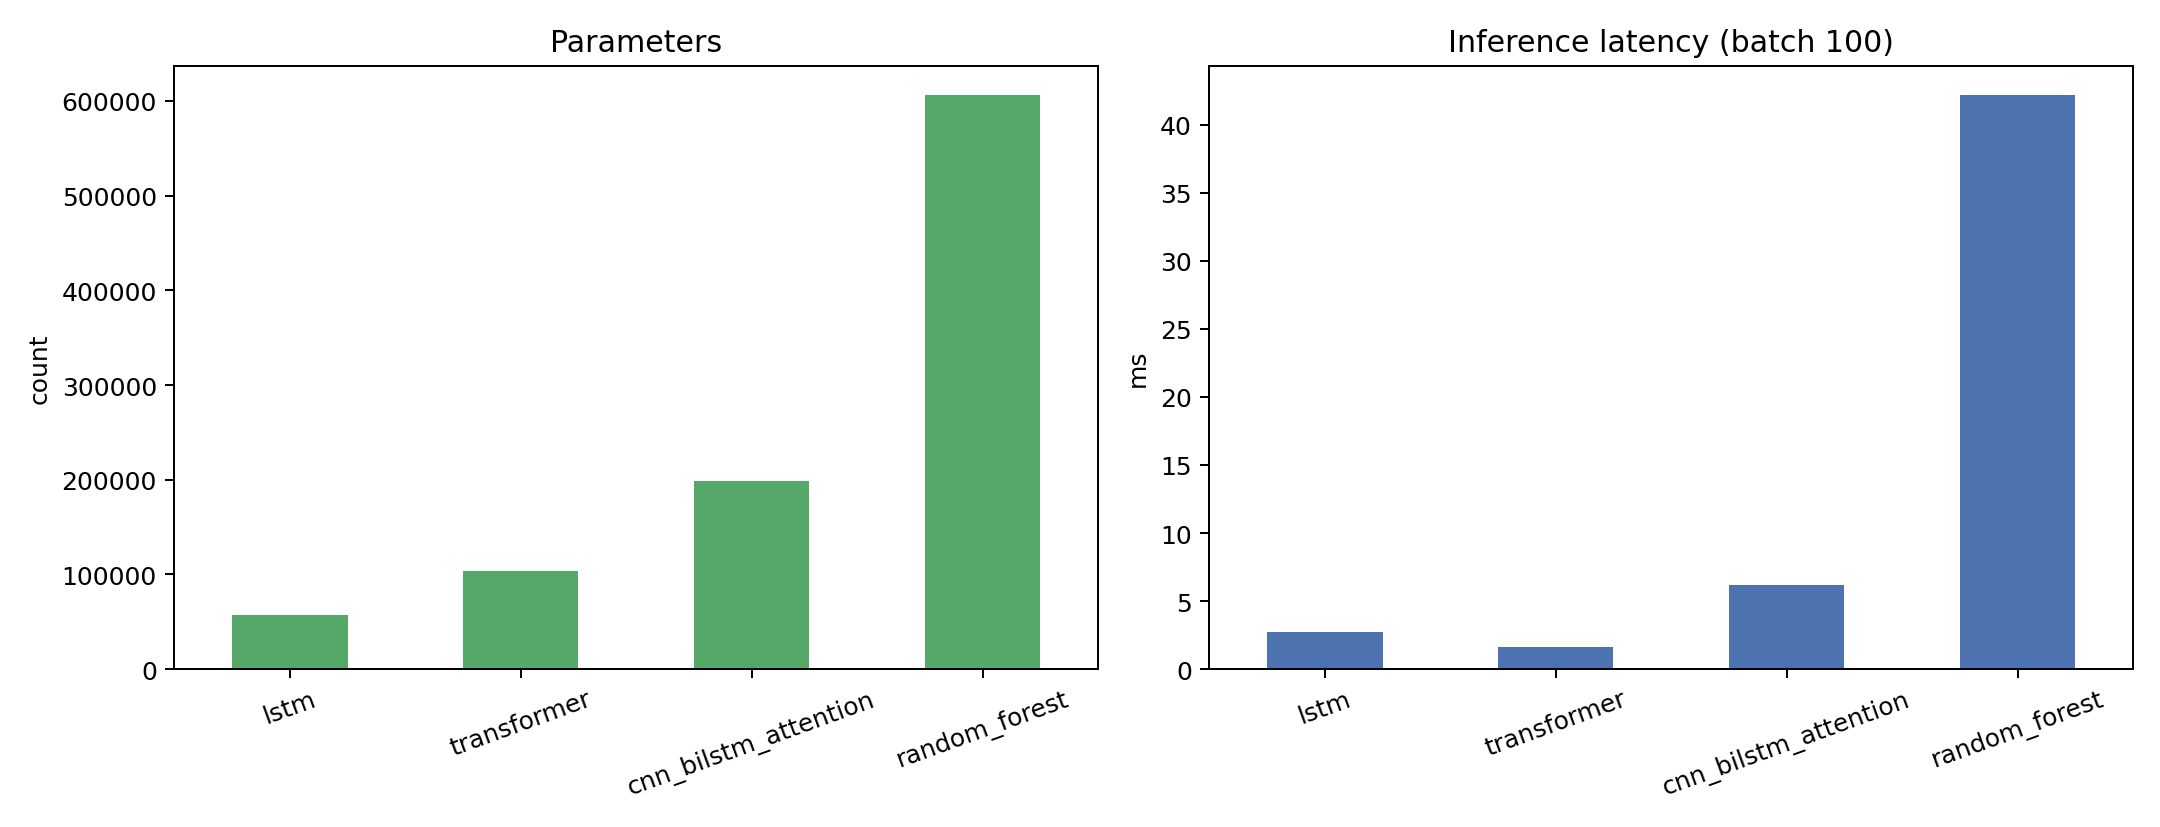 Parameters
count
600000
500000
400000
300000
200000
100000
0
lstm
transformer
cnn_bilstm_attention
random_forest
Inference latency (batch 100)
ms
40
35
30
25
20
15
10
5
0
lstm
transformer
cnn_bilstm_attention
random_forest